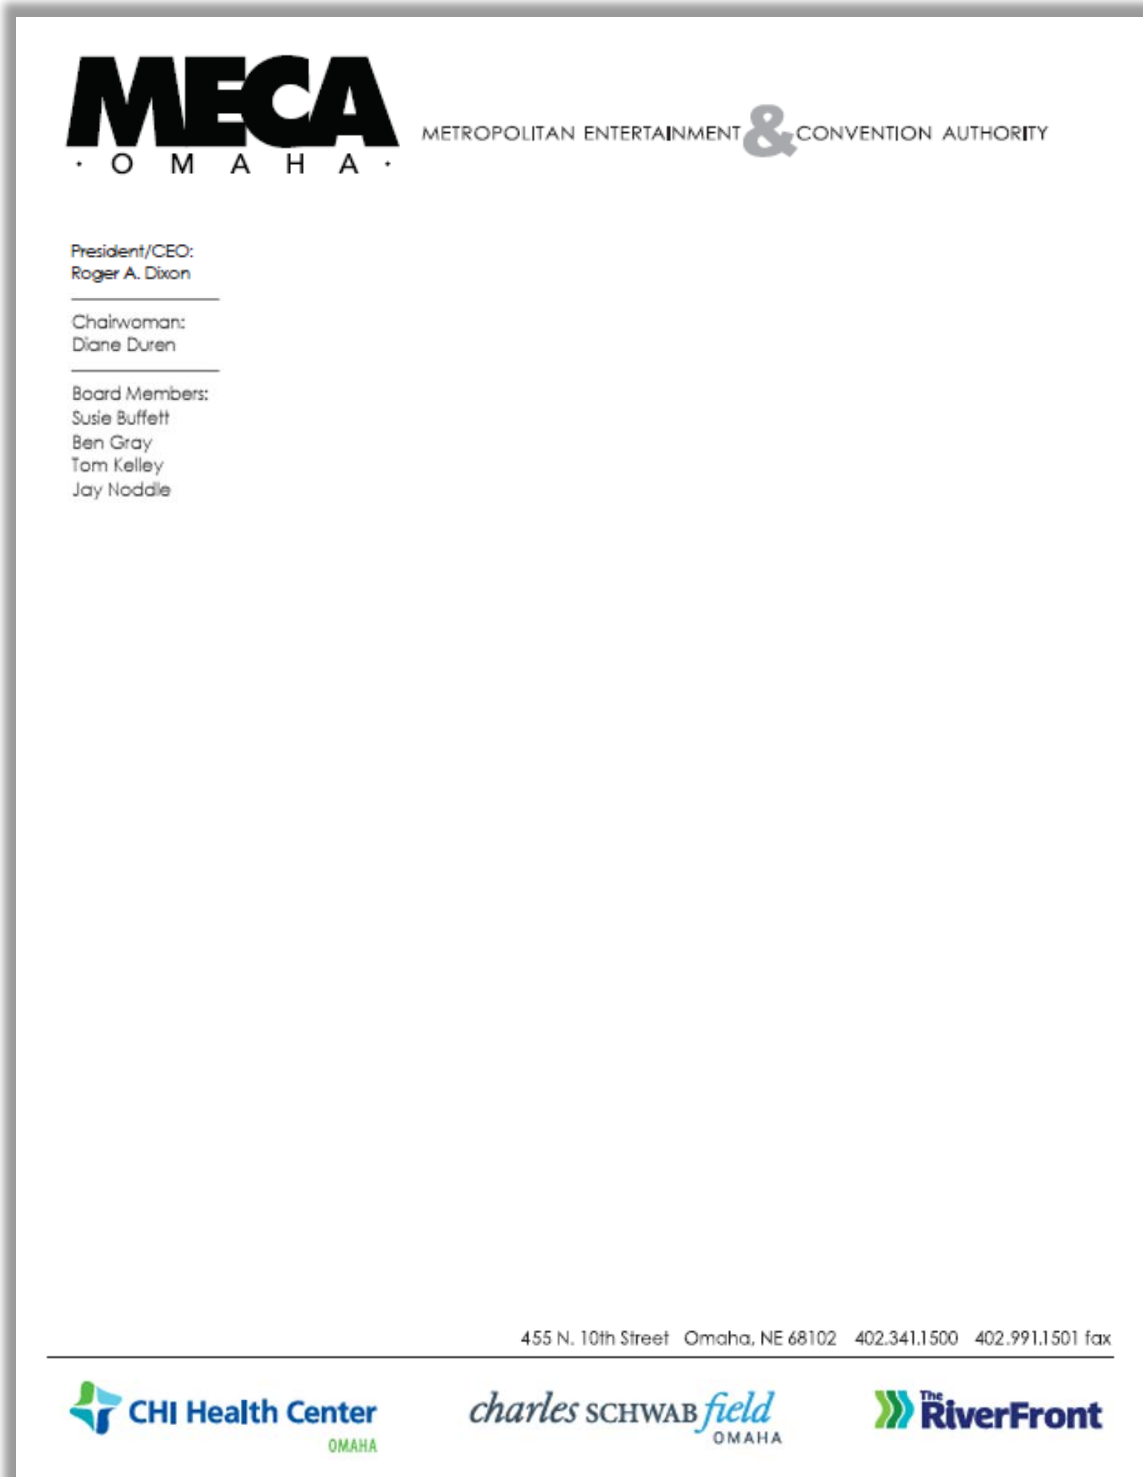 MECA
· O M A H A ·
METROPOLITAN ENTERTAINMENT & CONVENTION AUTHORITY
President/CEO:
Roger A. Dixon
Chairwoman:
Diane Duren
Board Members:
Susie Buffett
Ben Gray
Tom Kelley
Jay Noddle
455 N. 10th Street Omaha, NE 68102 402.341.1500 402.991.1501 fax
CHI Health Center
OMAHA
charles SCHWAB field
OMAHA
The
RiverFront